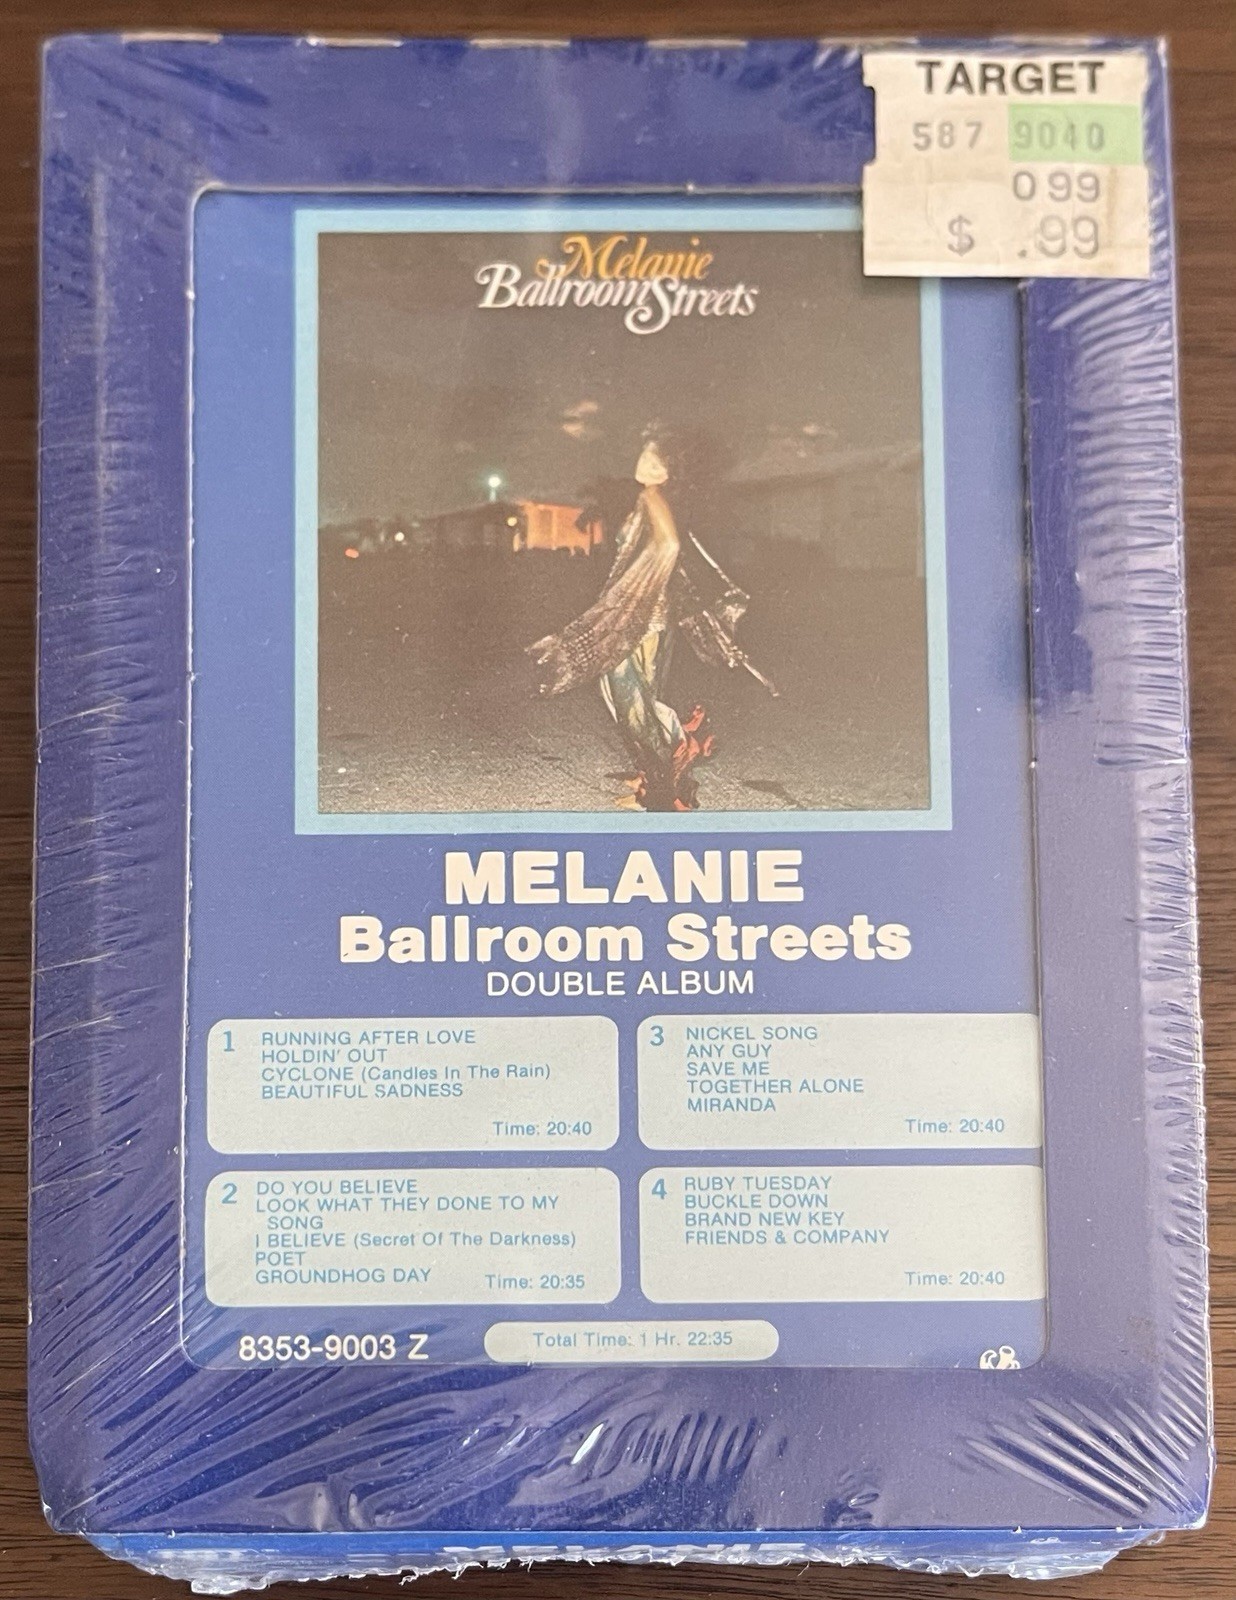 TARGET
587 9040
099
$ .99
Melanie
Ballroom Streets
MELANIE
Ballroom Streets
DOUBLE ALBUM
1 RUNNING AFTER LOVE
HOLDIN' OUT
CYCLONE (Candles In The Rain)
BEAUTIFUL SADNESS
Time: 20:40
2 DO YOU BELIEVE
LOOK WHAT THEY DONE TO MY
SONG
I BELIEVE (Secret Of The Darkness)
POET
GROUNDHOG DAY
Time: 20:35
3 NICKEL SONG
ANY GUY
SAVE ME
TOGETHER ALONE
MIRANDA
Time: 20:40
4 RUBY TUESDAY
BUCKLE DOWN
BRAND NEW KEY
FRIENDS & COMPANY
Time: 20:40
8353-9003 Z
Total Time: 1 Hr. 22:35
MELANIE